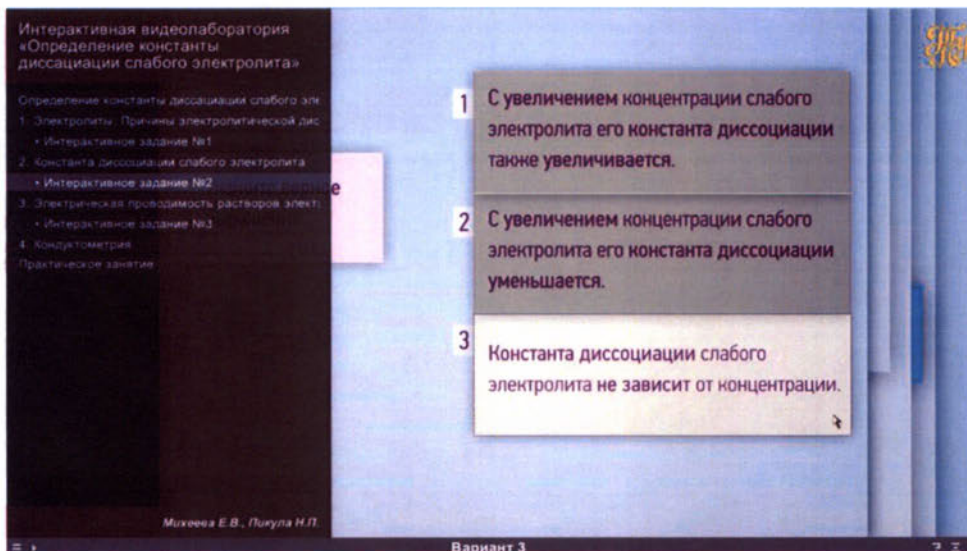 Интерактивная видеолаборатория
«Определение константы
диссациации слабого электролита»
Определение константы диссациации слабого эле
1. Электролиты. Причины электролитической дис
• Интерактивное задание №1
2. Константа диссоциации слабого электролита
• Интерактивное задание №2
3. Электрическая проводимость растворов элект
• Интерактивное задание №3
4. Кондуктометрия
Практическое занятие
Михеева Е.В., Пикула Н.П.
1
С увеличением концентрации слабого
электролита его константа диссоциации
также увеличивается.
2
С увеличением концентрации слабого
электролита его константа диссоциации
уменьшается.
3
Константа диссоциации слабого
электролита не зависит от концентрации.
Вариант 3